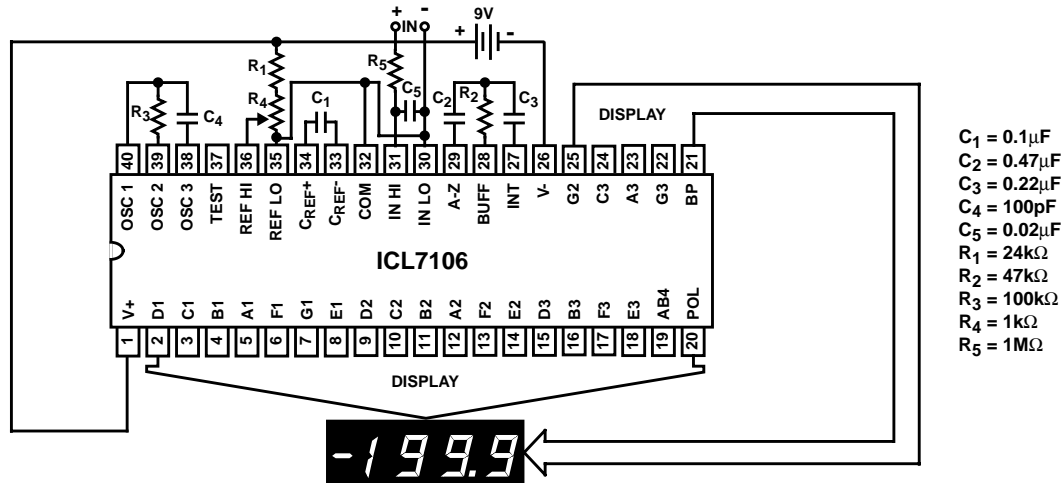 + - 9V
IN
+ -
R1
R5
C5
R4
C1
C2
R2
C3
R3
C4
DISPLAY
40 39 38 37 36 35 34 33 32 31 30 29 28 27 26 25 24 23 22 21
OSC 1
OSC 2
OSC 3
TEST
REF HI
REF LO
CREF+
CREF-
COM
IN HI
IN LO
A-Z
BUFF
INT
V-
G2
C3
A3
G3
BP
ICL7106
V+
D1
C1
B1
A1
F1
G1
E1
D2
C2
B2
A2
F2
E2
D3
B3
F3
E3
AB4
POL
1 2 3 4 5 6 7 8 9 10 11 12 13 14 15 16 17 18 19 20
DISPLAY
-199.9
C1 = 0.1µF
C2 = 0.47µF
C3 = 0.22µF
C4 = 100pF
C5 = 0.02µF
R1 = 24kΩ
R2 = 47kΩ
R3 = 100kΩ
R4 = 1kΩ
R5 = 1MΩ